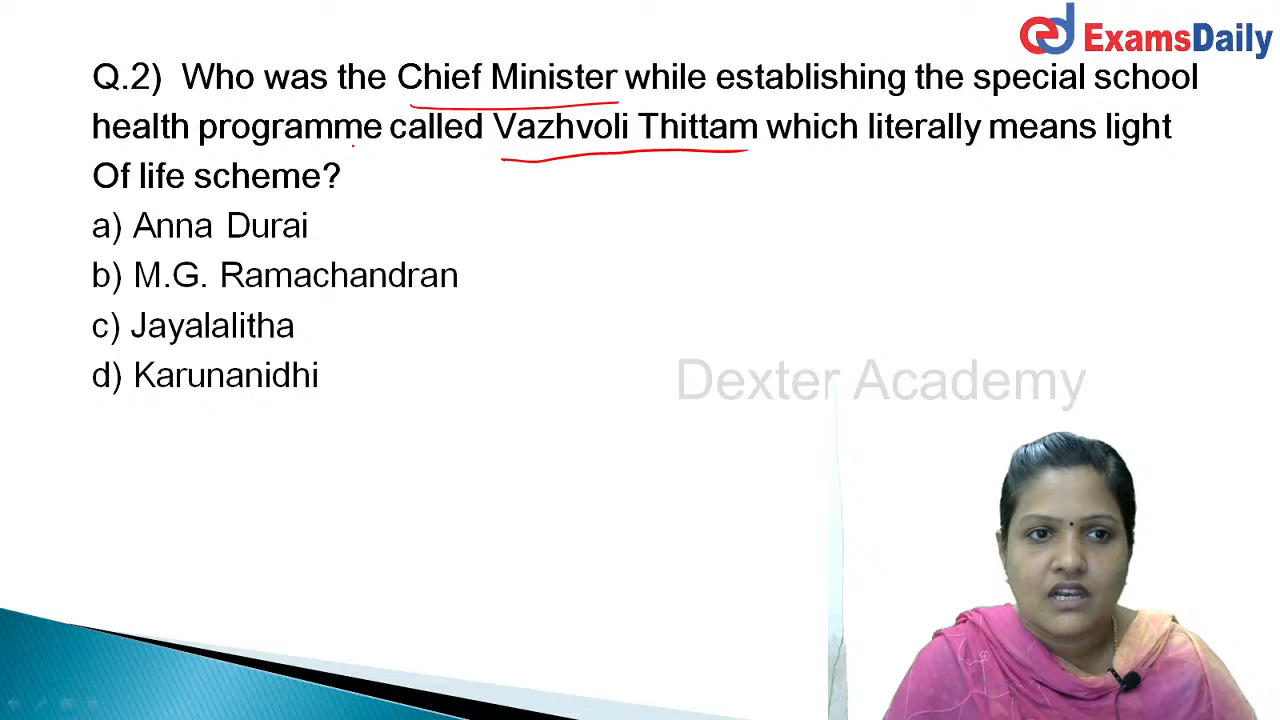 ExamsDaily
Q.2) Who was the Chief Minister while establishing the special school
health programme called Vazhvoli Thittam which literally means light
Of life scheme?
a) Anna Durai
b) M.G. Ramachandran
c) Jayalalitha
d) Karunanidhi
Dexter Academy